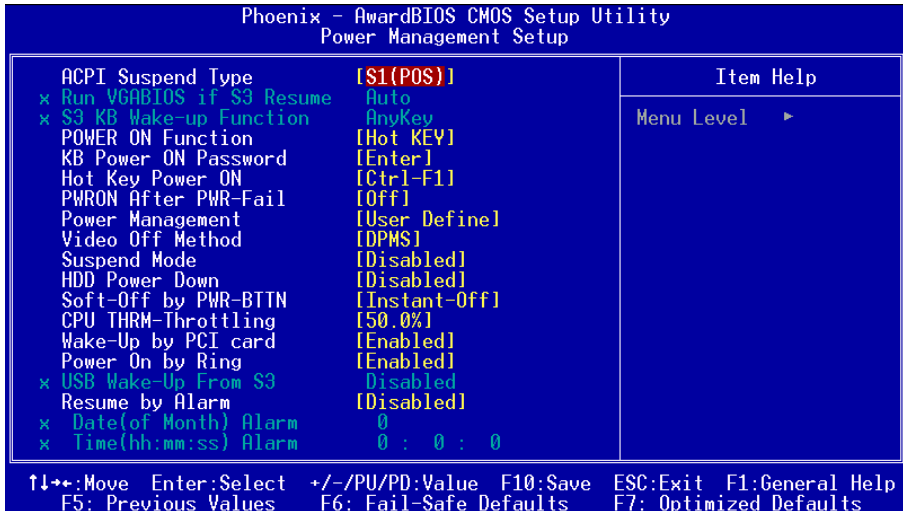 Phoenix - AwardBIOS CMOS Setup Utility
Power Management Setup
ACPI Suspend Type [S1(POS)]
x Run VGABIOS if S3 Resume Auto
x S3 KB Wake-up Function AnyKey
POWER ON Function [Hot KEY]
KB Power ON Password [Enter]
Hot Key Power ON [Ctrl-F1]
PWRON After PWR-Fail [Off]
Power Management [User Define]
Video Off Method [DPMS]
Suspend Mode [Disabled]
HDD Power Down [Disabled]
Soft-Off by PWR-BTTN [Instant-Off]
CPU THRM-Throttling [50.0%]
Wake-Up by PCI card [Enabled]
Power On by Ring [Enabled]
x USB Wake-Up From S3 Disabled
Resume by Alarm [Disabled]
x Date(of Month) Alarm 0
x Time(hh:mm:ss) Alarm 0 : 0 : 0
Item Help
Menu Level ►
↑↓→←:Move Enter:Select +/-/PU/PD:Value F10:Save ESC:Exit F1:General Help
F5: Previous Values F6: Fail-Safe Defaults F7: Optimized Defaults